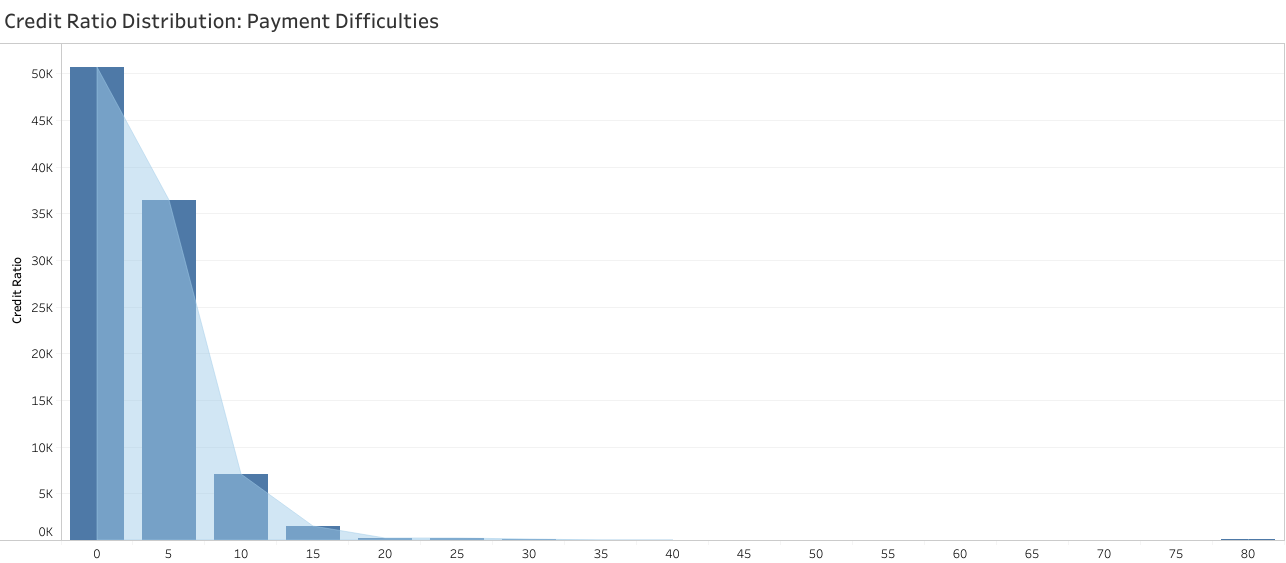 Credit Ratio Distribution: Payment Difficulties
50K
45K
40K
35K
30K
25K
20K
15K
10K
5K
0K
Credit Ratio
0 5 10 15 20 25 30 35 40 45 50 55 60 65 70 75 80